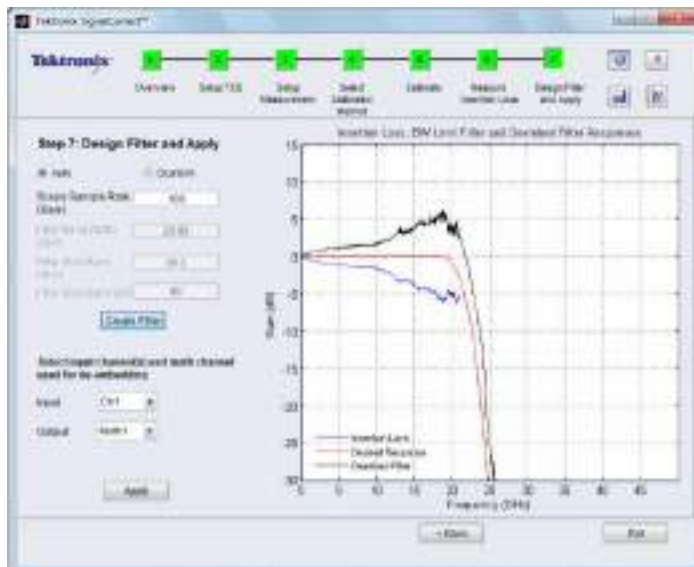 Tektronix SignalCorrect™
Tektronix
Overview
Setup TDS
Setup
Measurement
Select
Calibration
Method
Calibrate
Measure
Insertion Loss
Design Filter
and Apply
Step 7: Design Filter and Apply
Auto
Custom
Scope Sample Rate
100
Create Filter
Select input channel(s) and math channel
used for de-embedding
Input
CH1
Output
Math1
Apply
Insertion Loss, BW Limit Filter and Deembed Filter Responses
15
10
5
0
-5
-10
-15
-20
-25
-30
Gain (dB)
Insertion Loss
Desired Response
Deembed Filter
0
5
10
15
20
25
30
35
40
45
Frequency (GHz)
< Back
Exit